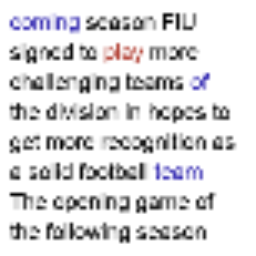 coming season FIU
signed to play more
challenging teams of
the division in hopes to
get more recognition as
a solid football team
The opening game of
the following season